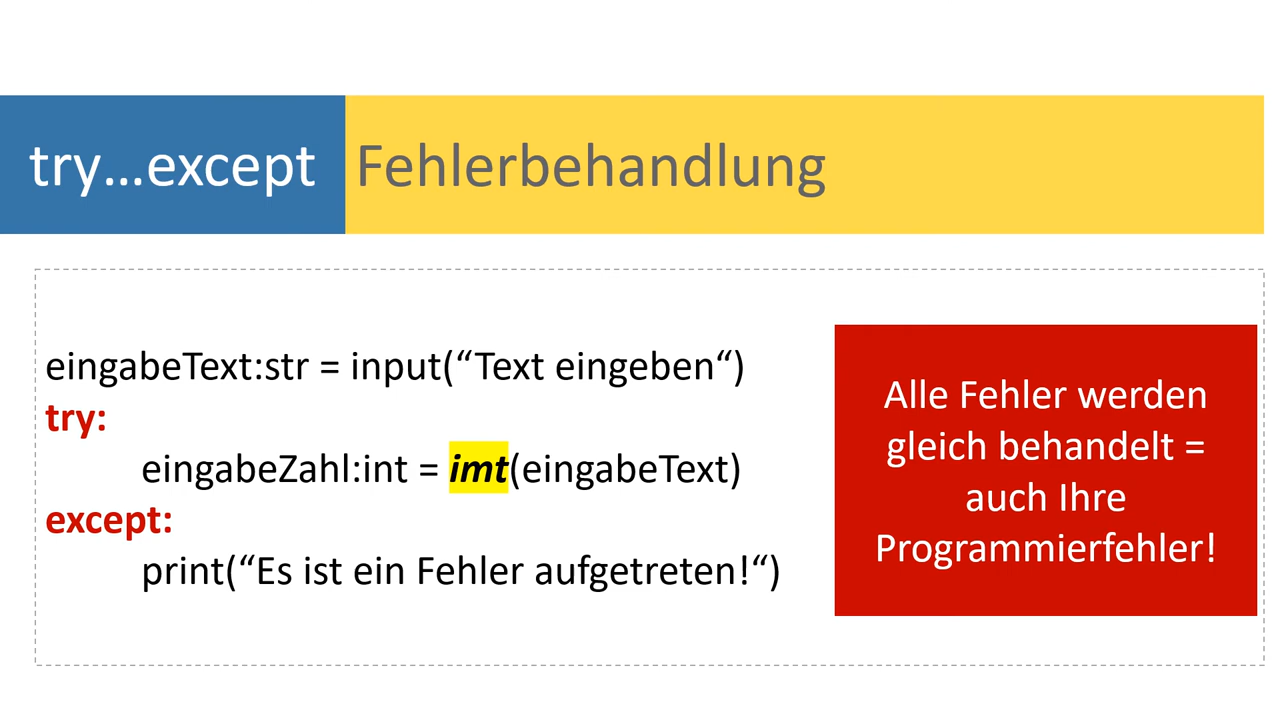 try...except Fehlerbehandlung
eingabeText:str = input(“Text eingeben“)
try:
eingabeZahl:int = imt(eingabeText)
except:
print(“Es ist ein Fehler aufgetreten!“)
Alle Fehler werden
gleich behandelt =
auch Ihre
Programmierfehler!